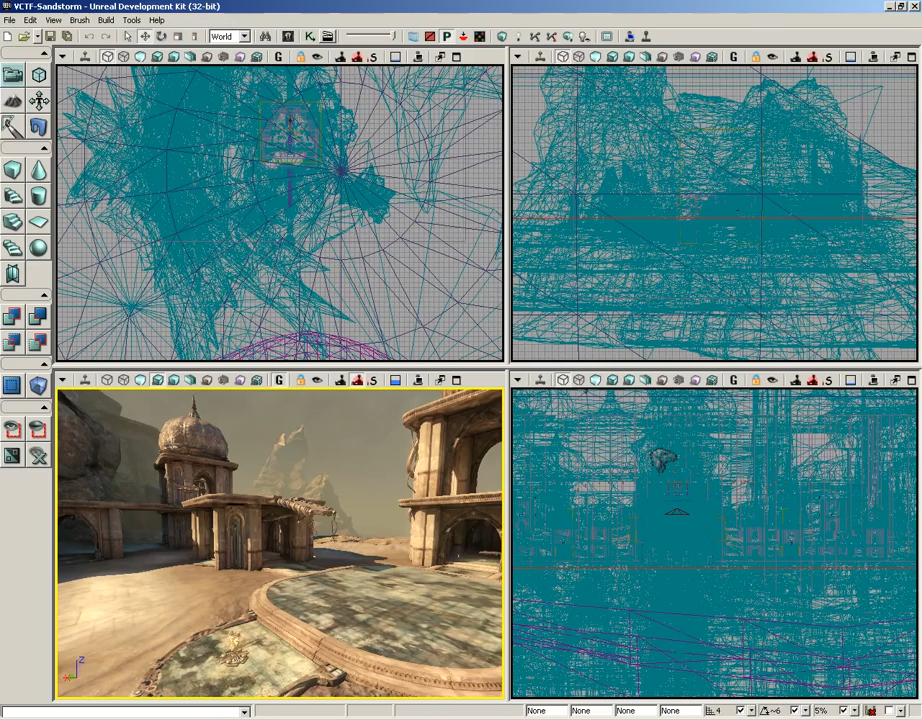 VCTF-Sandstorm - Unreal Development Kit (32-bit)
File Edit View Brush Build Tools Help
World
K P
G S G S
G S G S
Z
None None None None 4 ~6 5%